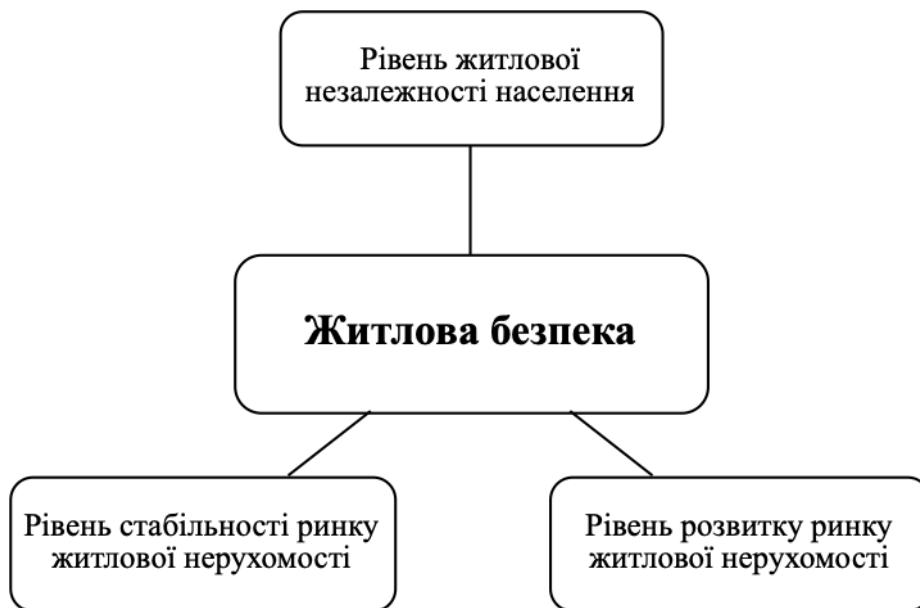 Рівень житлової
незалежності населення
Житлова безпека
Рівень стабільності ринку
житлової нерухомості
Рівень розвитку ринку
житлової нерухомості